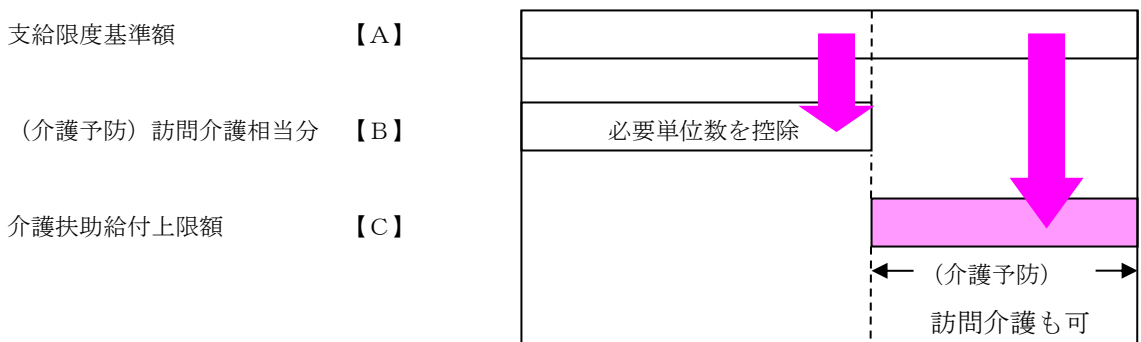 支給限度基準額 【A】
(介護予防)訪問介護相当分 【B】 必要単位数を控除
介護扶助給付上限額 【C】
(介護予防)
訪問介護も可